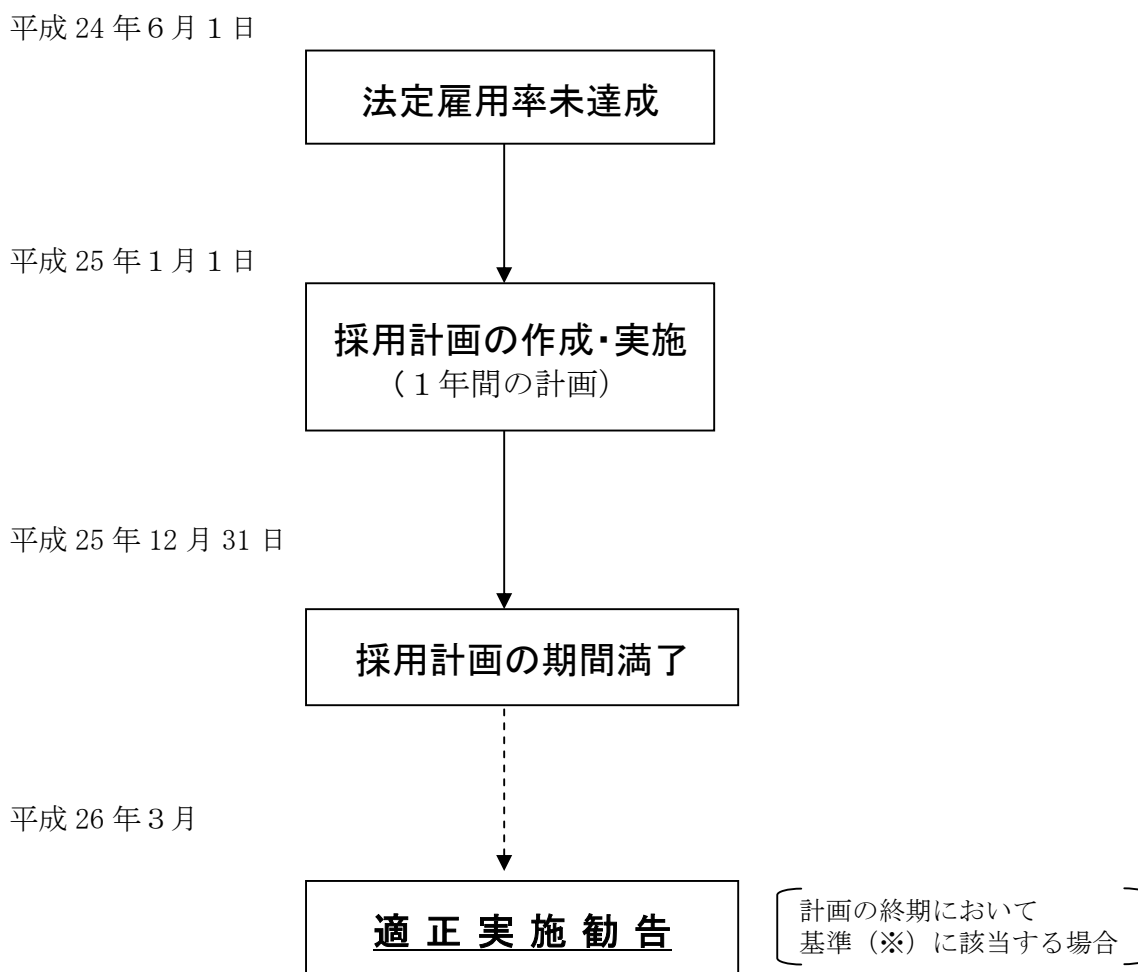 平成 24 年６月１日
法定雇用率未達成
平成 25 年１月１日
採用計画の作成・実施
（１年間の計画）
平成 25 年 12 月 31 日
採用計画の期間満了
平成 26 年３月
適 正 実 施 勧 告
計画の終期において
基準（※）に該当する場合